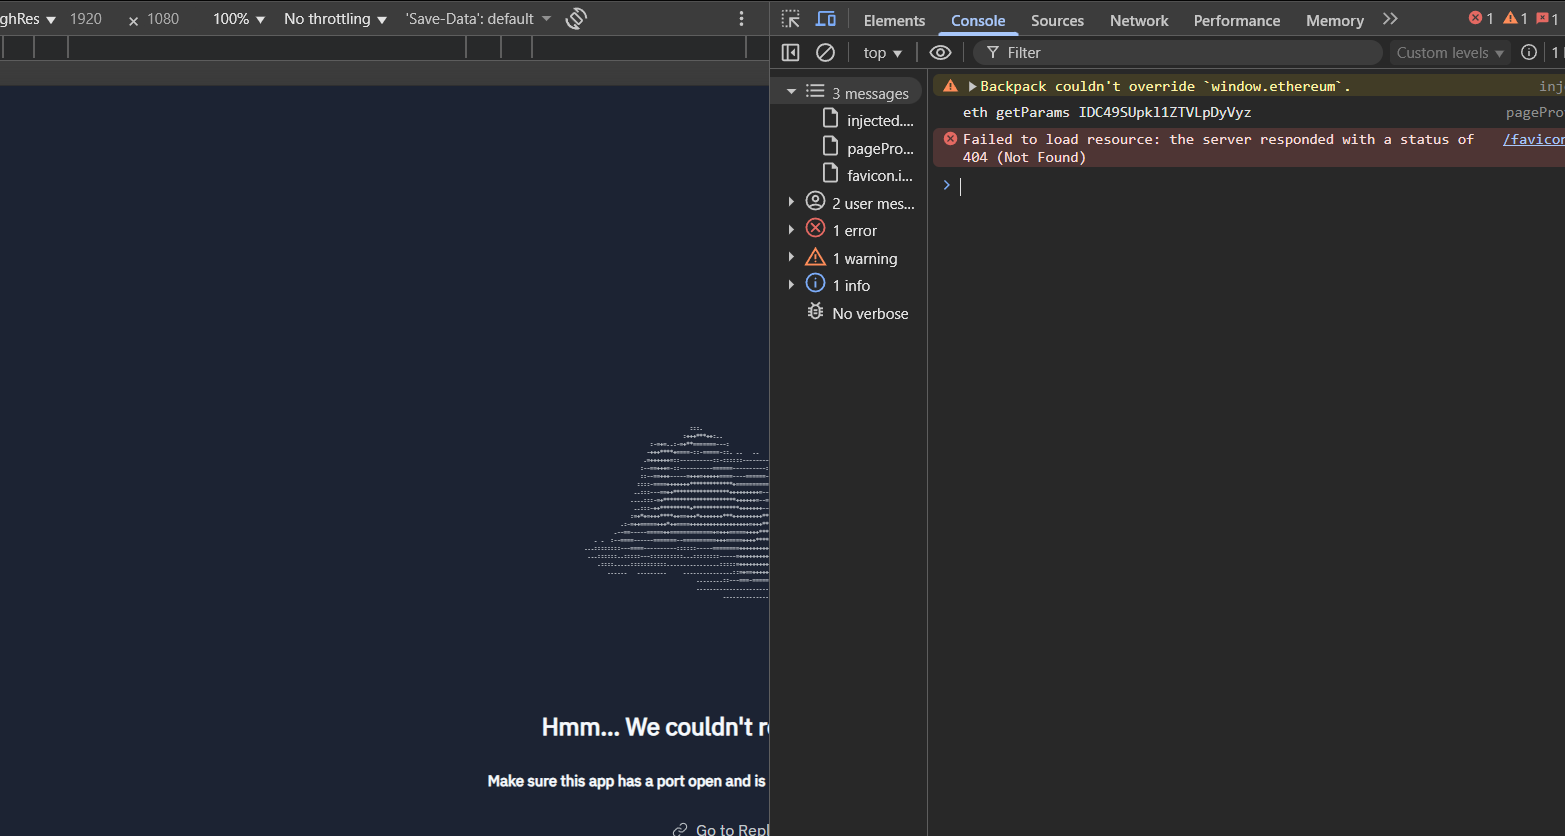 ghRes 1920 × 1080 100% No throttling 'Save-Data': default
Elements Console Sources Network Performance Memory 1 1 1
top Filter Custom levels 1
3 messages
injected....
pagePro...
favicon.i...
2 user mes...
1 error
1 warning
1 info
No verbose
Backpack couldn't override `window.ethereum`. inj
eth getParams IDC49SUpkl1ZTVLpDyVyz pagePro
Failed to load resource: the server responded with a status of /favicon
404 (Not Found)
Hmm... We couldn't re
Make sure this app has a port open and is
Go to Repl